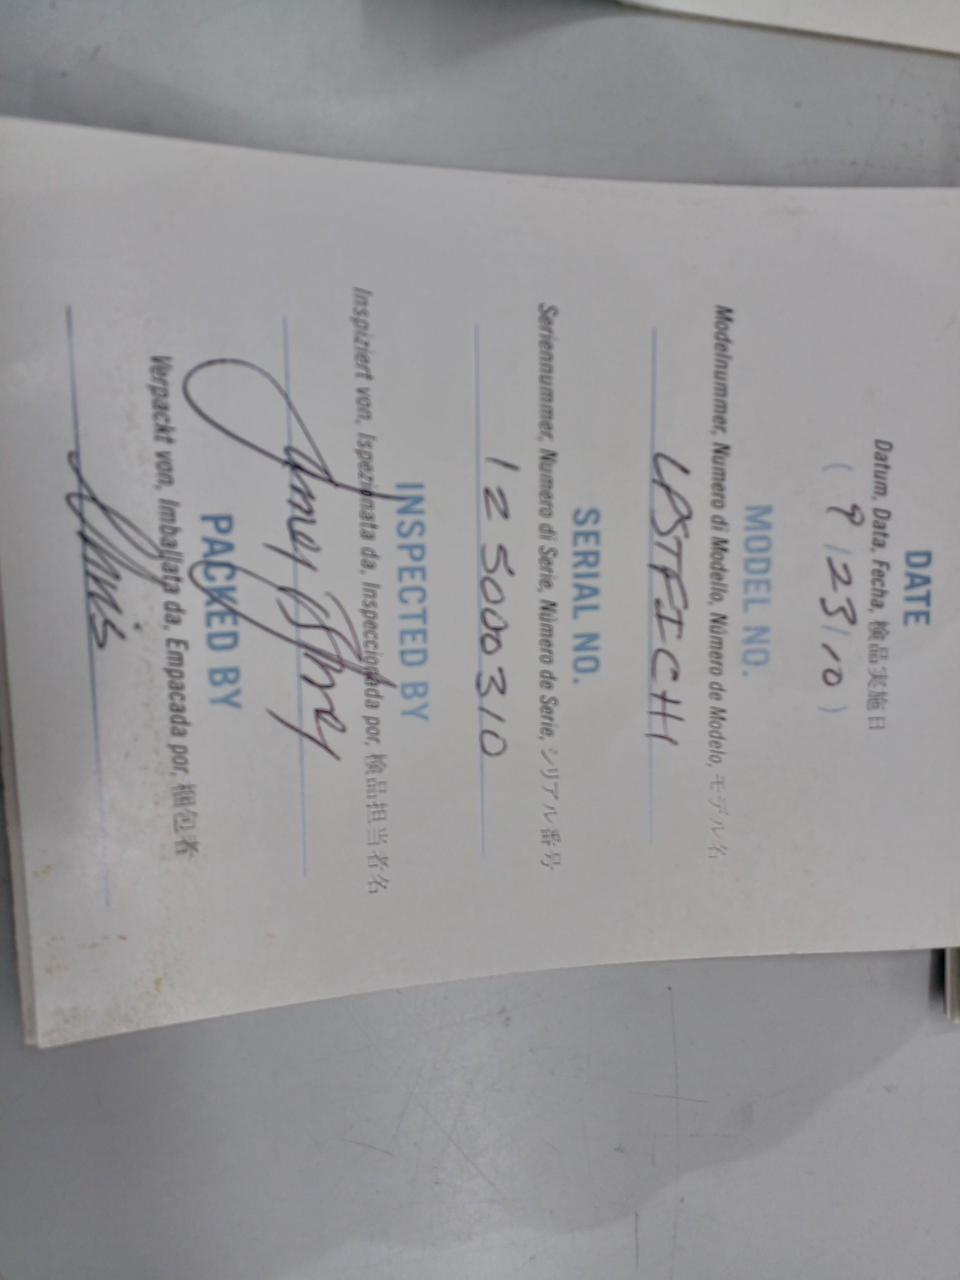 DATE
Datum, Data, Fecha, 検品実施日
( 9 / 23 / 10 )
MODEL NO.
Modelnummer, Numero di Modello, Número de Modelo, モデル名
LPSTFICH1
SERIAL NO.
Seriennummer, Numero di Serie, Número de Serie, シリアル番号
125000310
INSPECTED BY
Inspiziert von, Ispezionata da, Inspeccionada por, 検品担当者名
PACKED BY
Verpackt von, Imballata da, Empacada por, 梱包者